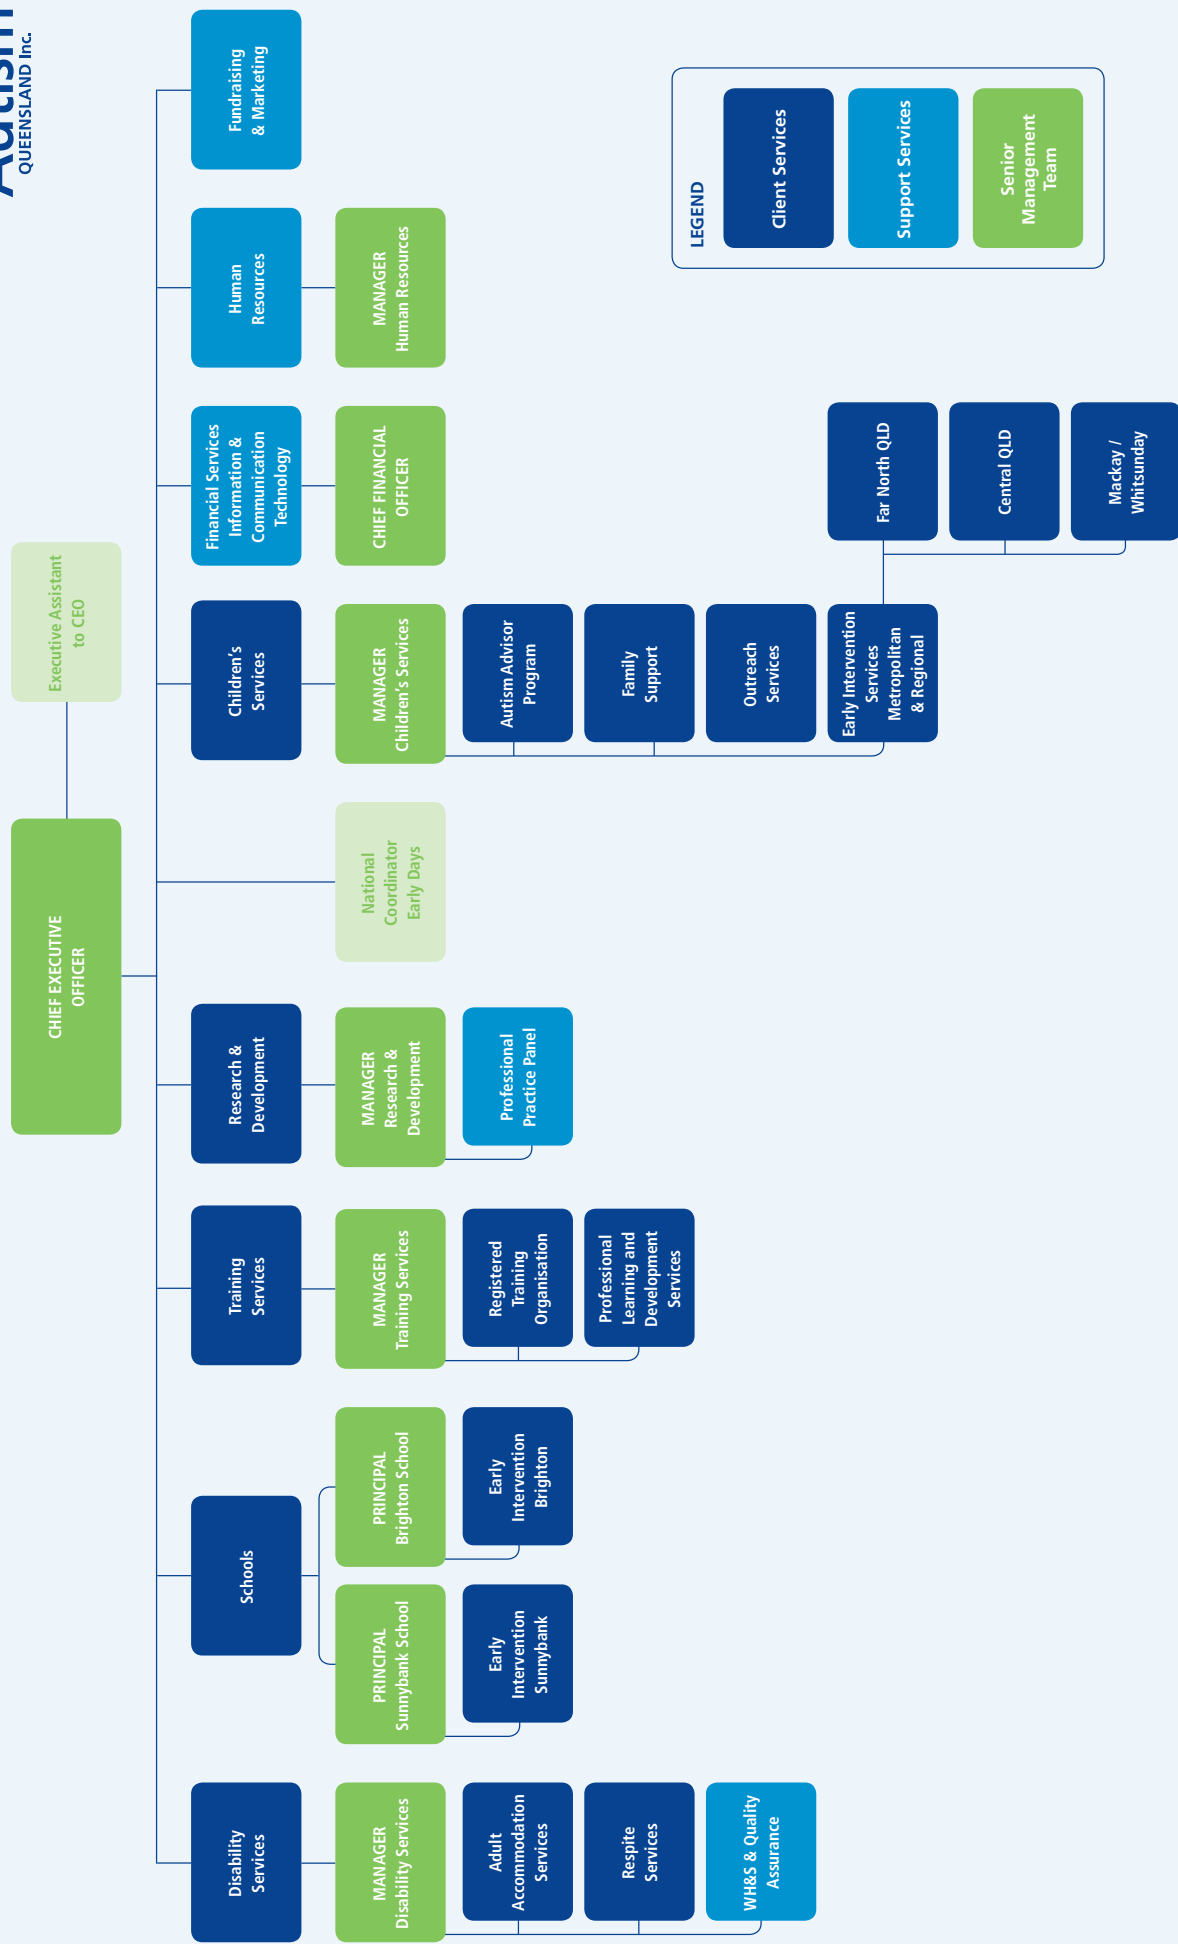 Autism
QUEENSLAND Inc.
CHIEF EXECUTIVE
OFFICER
Executive Assistant
to CEO
Disability
Services
Schools
Training
Services
Research &
Development
Children's
Services
Financial Services
Information &
Communication
Technology
Human
Resources
Fundraising
& Marketing
MANAGER
Disability Services
PRINCIPAL
Sunnybank School
PRINCIPAL
Brighton School
MANAGER
Training Services
MANAGER
Research &
Development
National
Coordinator
Early Days
MANAGER
Children's Services
CHIEF FINANCIAL
OFFICER
MANAGER
Human Resources
Adult
Accommodation
Services
Early
Intervention
Sunnybank
Early
Intervention
Brighton
Registered
Training
Organisation
Professional
Practice Panel
Autism Advisor
Program
Respite
Services
Professional
Learning and
Development
Services
Family
Support
WH&S & Quality
Assurance
Outreach
Services
Early Intervention
Services
Metropolitan
& Regional
Far North QLD
Central QLD
Mackay /
Whitsunday
LEGEND
Client Services
Support Services
Senior
Management
Team